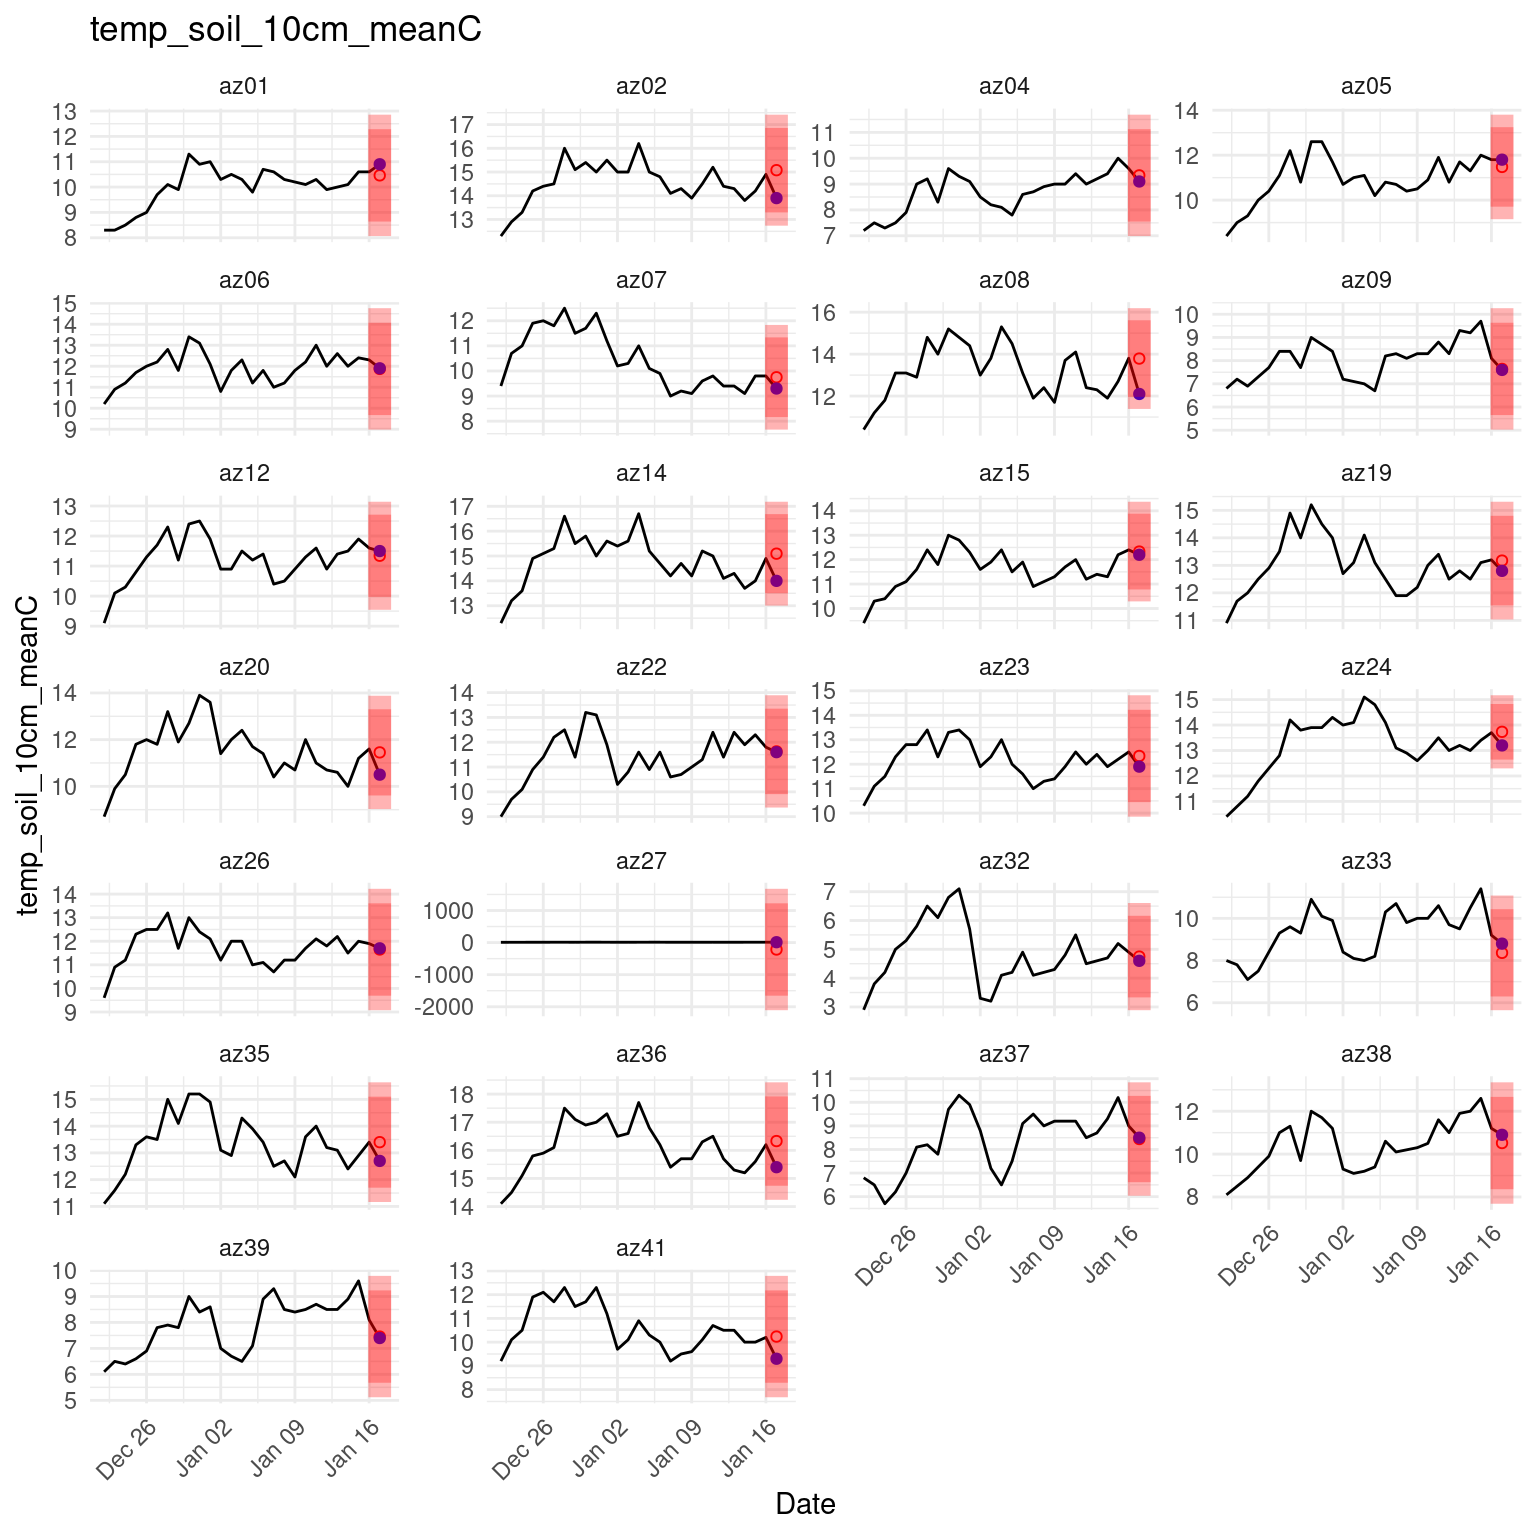 temp_soil_10cm_meanC
az01 az02 az04 az05
13 12 11 10 9 8
17 16 15 14 13
11 10 9 8 7
14 12 10
az06 az07 az08 az09
15 14 13 12 11 10 9
12 11 10 9 8
16 14 12
10 9 8 7 6 5
az12 az14 az15 az19
13 12 11 10 9
17 16 15 14 13
14 13 12 11 10
15 14 13 12 11
temp_soil_10cm_meanC
az20 az22 az23 az24
14 12 10
14 13 12 11 10 9
15 14 13 12 11 10
15 14 13 12 11
az26 az27 az32 az33
14 13 12 11 10 9
1000 0 -1000 -2000
7 6 5 4 3
10 8 6
az35 az36 az37 az38
15 14 13 12 11
18 17 16 15 14
11 10 9 8 7 6
12 10 8
Dec 26 Jan 02 Jan 09 Jan 16
Dec 26 Jan 02 Jan 09 Jan 16
az39 az41
10 9 8 7 6 5
13 12 11 10 9 8
Dec 26 Jan 02 Jan 09 Jan 16
Dec 26 Jan 02 Jan 09 Jan 16
Date